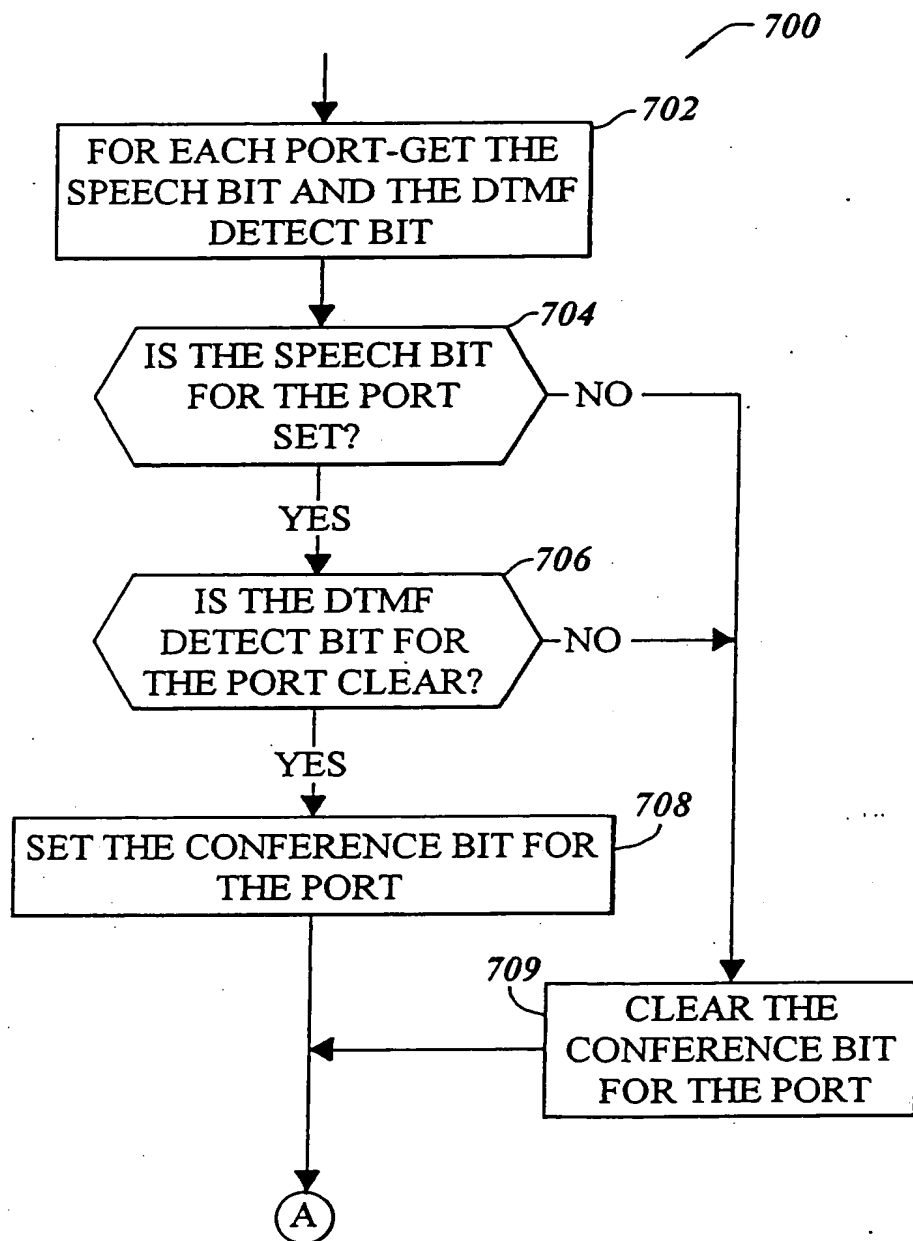 700
702
FOR EACH PORT-GET THE
SPEECH BIT AND THE DTMF
DETECT BIT
704
IS THE SPEECH BIT
FOR THE PORT
SET?
NO
YES
706
IS THE DTMF
DETECT BIT FOR
THE PORT CLEAR?
NO
YES
708
SET THE CONFERENCE BIT FOR
THE PORT
709
CLEAR THE
CONFERENCE BIT
FOR THE PORT
A